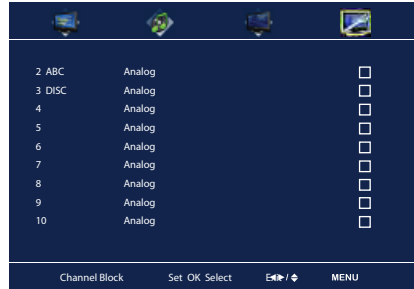 2 ABC Analog
3 DISC Analog
4 Analog
5 Analog
6 Analog
7 Analog
8 Analog
9 Analog
10 Analog
Channel Block Set OK Select MENU